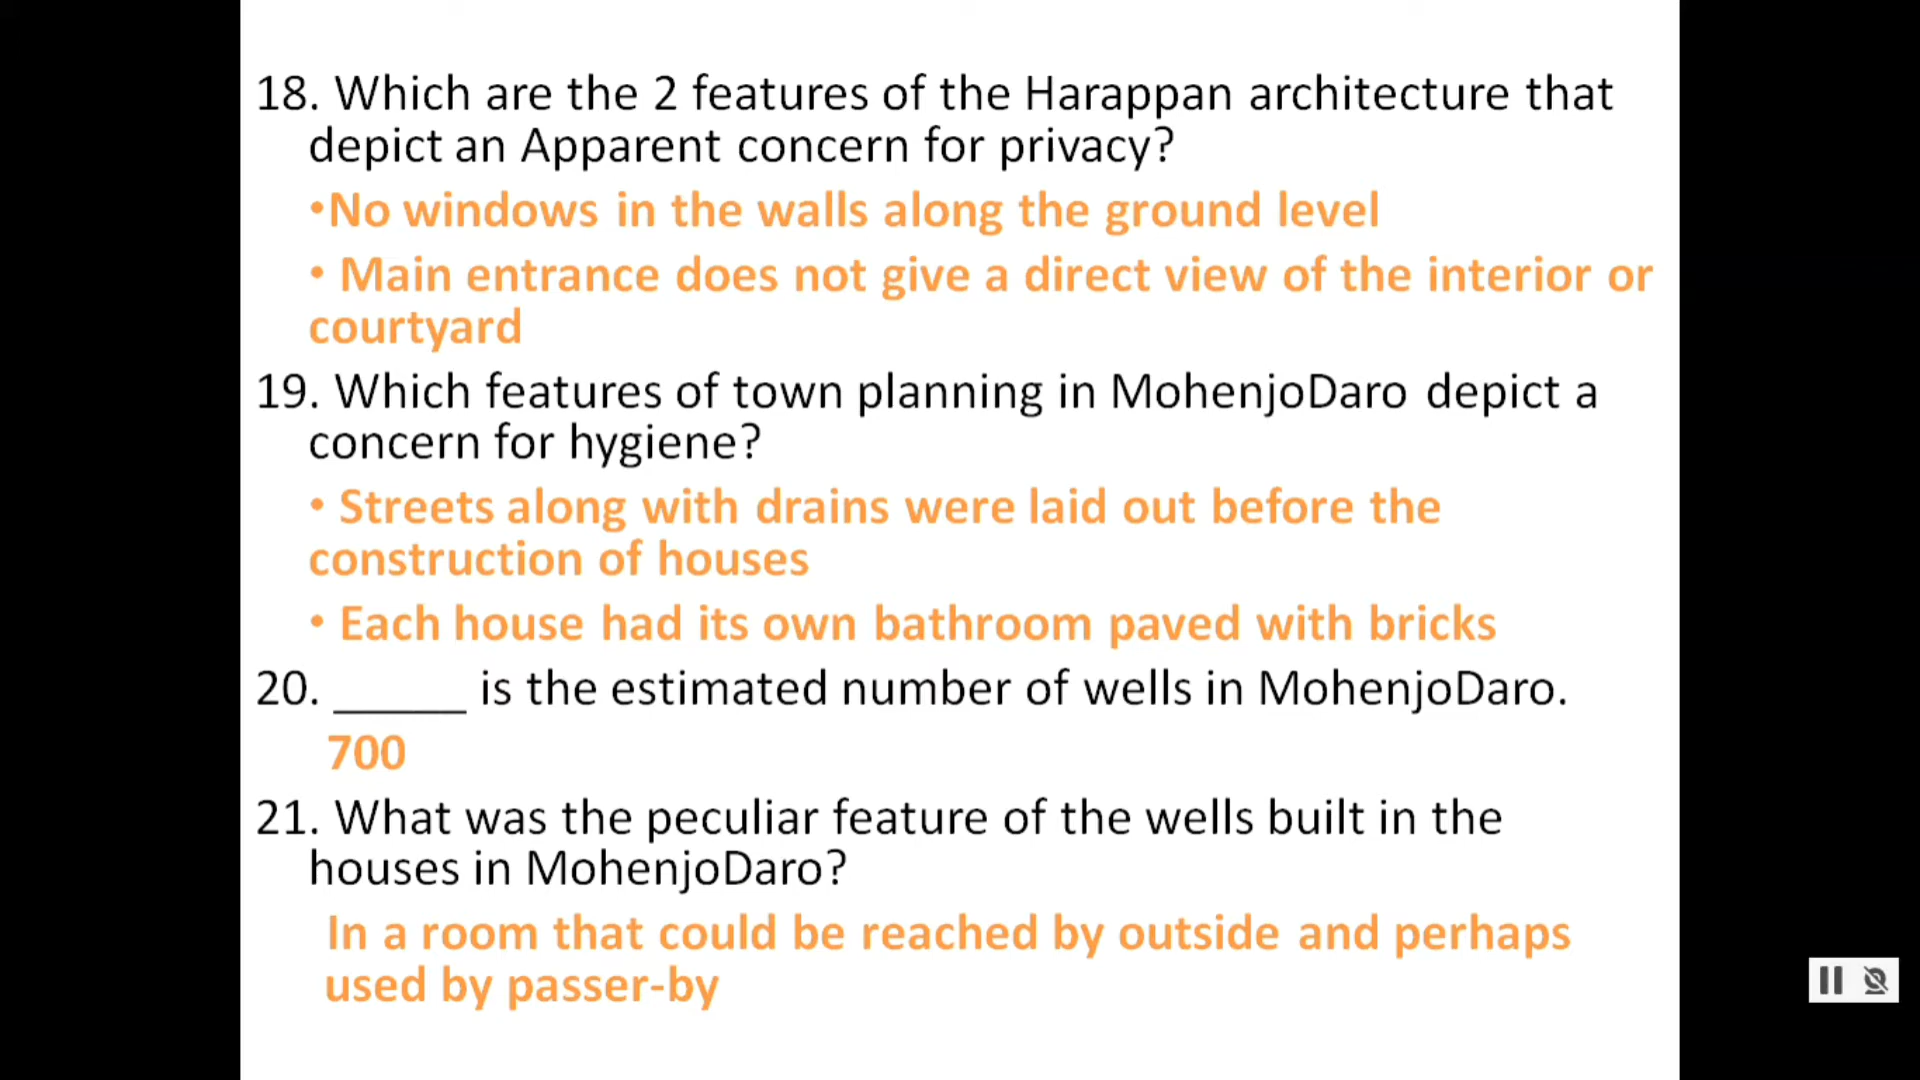 18. Which are the 2 features of the Harappan architecture that
depict an Apparent concern for privacy?
•No windows in the walls along the ground level
• Main entrance does not give a direct view of the interior or
courtyard
19. Which features of town planning in MohenjoDaro depict a
concern for hygiene?
• Streets along with drains were laid out before the
construction of houses
• Each house had its own bathroom paved with bricks
20. _____ is the estimated number of wells in MohenjoDaro.
700
21. What was the peculiar feature of the wells built in the
houses in MohenjoDaro?
In a room that could be reached by outside and perhaps
used by passer-by